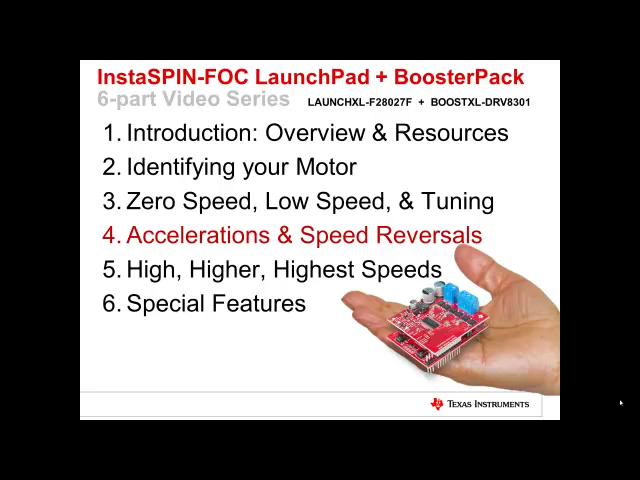 InstaSPIN-FOC LaunchPad + BoosterPack
6-part Video Series LAUNCHXL-F28027F + BOOSTXL-DRV8301
1. Introduction: Overview & Resources
2. Identifying your Motor
3. Zero Speed, Low Speed, & Tuning
4. Accelerations & Speed Reversals
5. High, Higher, Highest Speeds
6. Special Features
TEXAS INSTRUMENTS